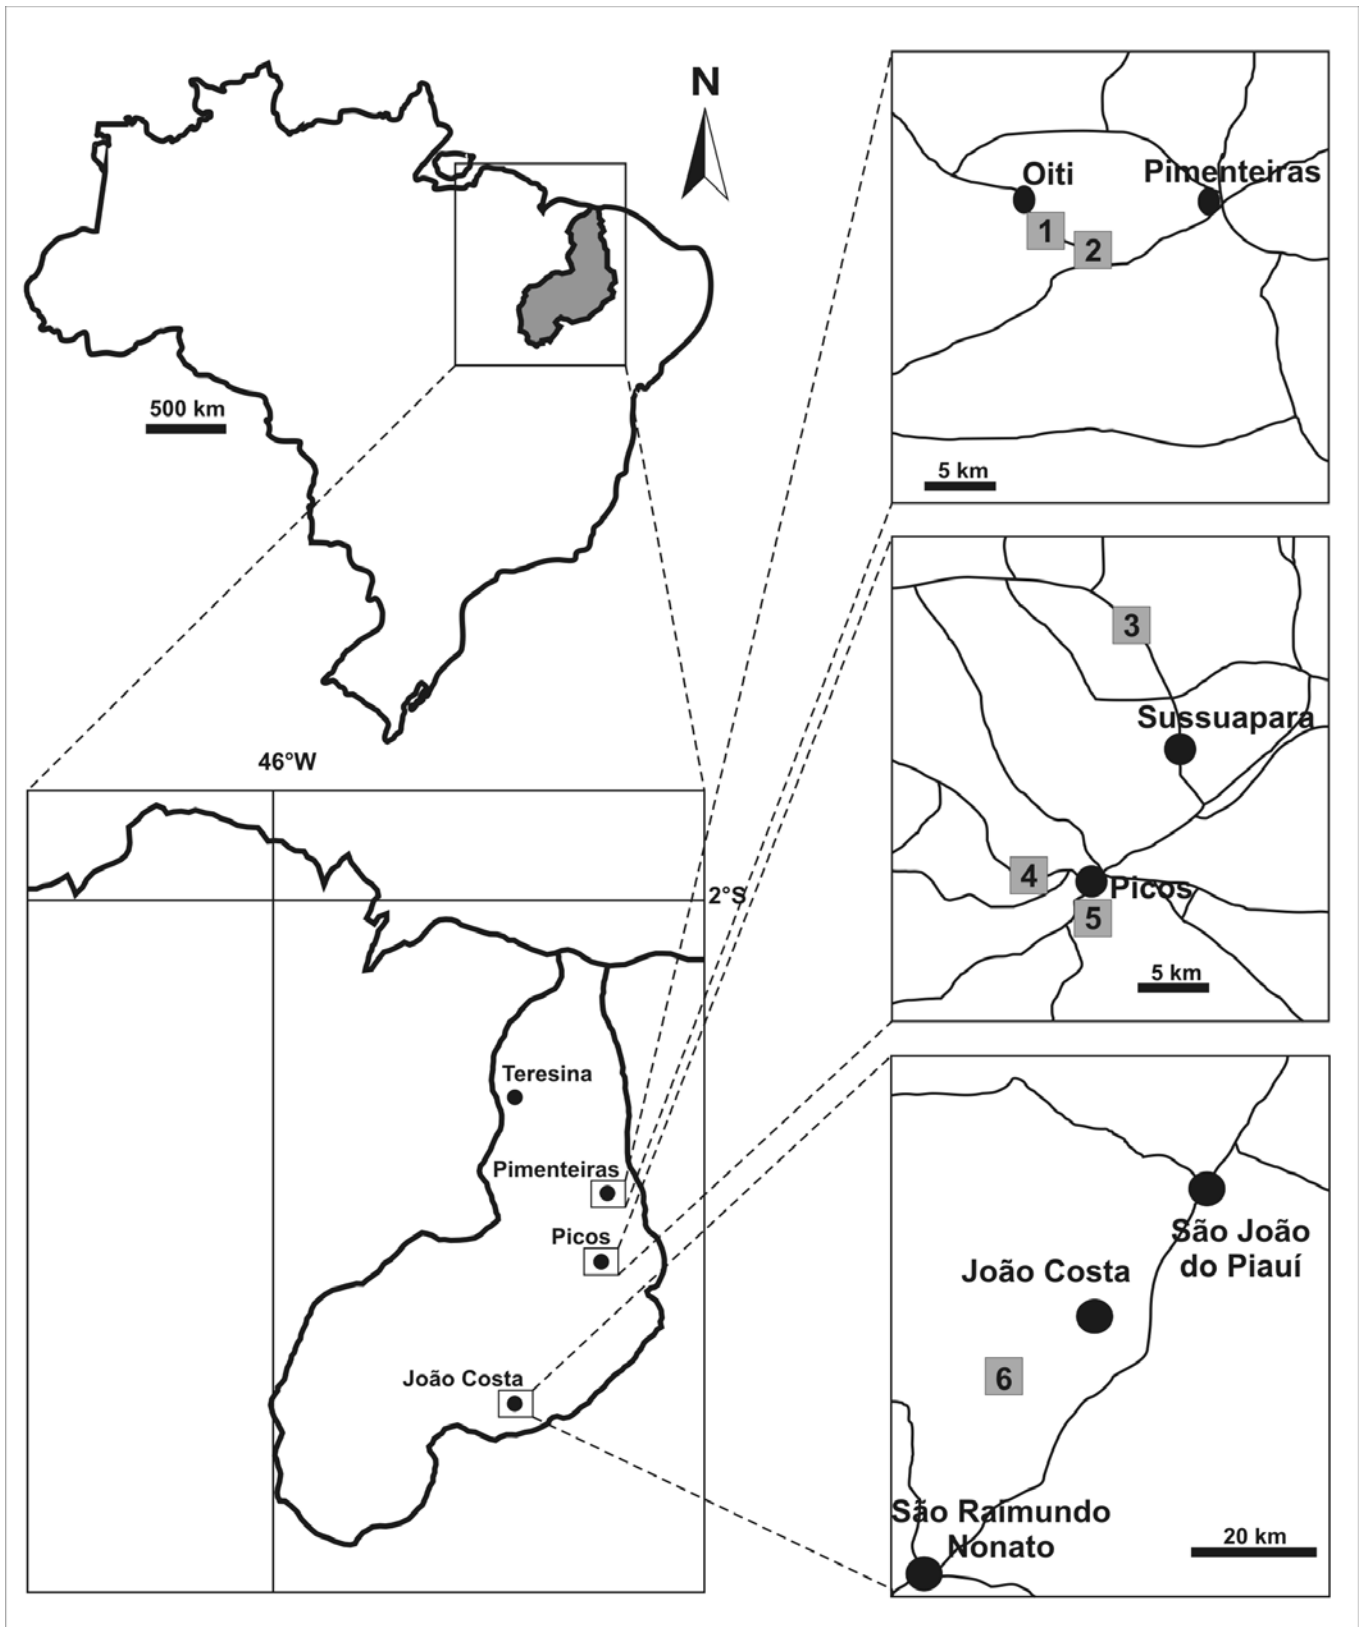 N
500 km
46°W
2°S
Teresina
Pimenteiras
Picos
João Costa
Oiti
Pimenteiras
1
2
5 km
3
Sussuapara
4
Picos
5
5 km
São João
do Piauí
João Costa
6
São Raimundo
Nonato
20 km